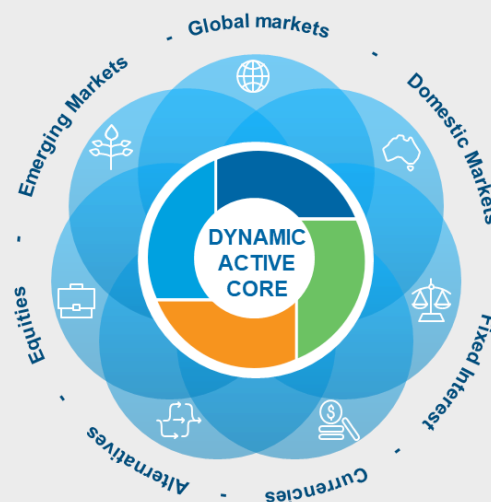 Global markets
-
Domestic Markets
-
Fixed Interest
-
Currencies
-
Alternatives
-
Equities
-
Emerging Markets
-
DYNAMIC
ACTIVE
CORE
$